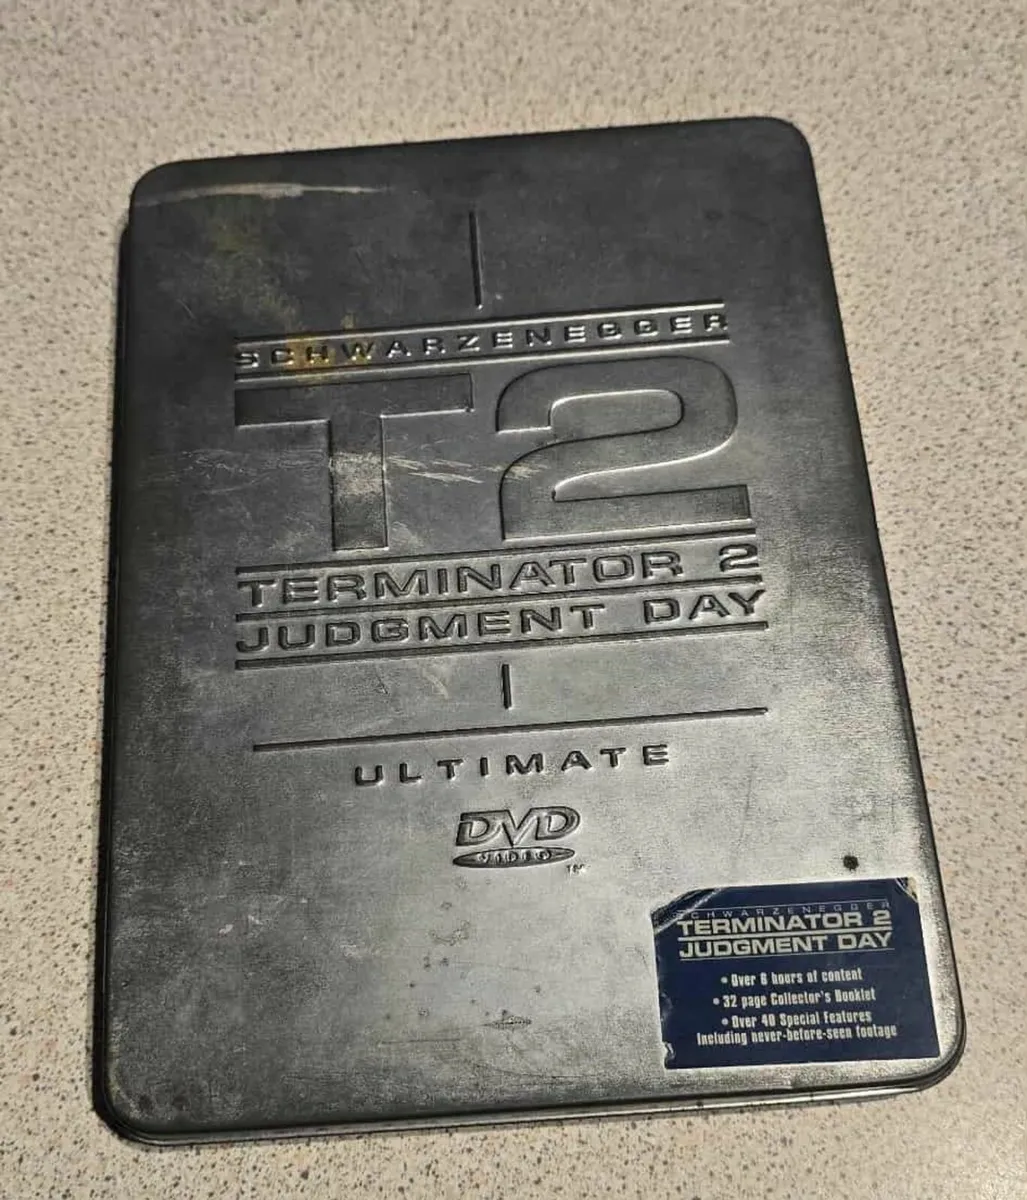 SCHWARZENEGGER
T2
TERMINATOR 2
JUDGMENT DAY
ULTIMATE
DVD
VIDEO
TM
SCHWARZENEGGER
TERMINATOR 2
JUDGMENT DAY
• Over 6 hours of content
• 32 page Collector's Booklet
• Over 40 Special Features
Including never-before-seen footage